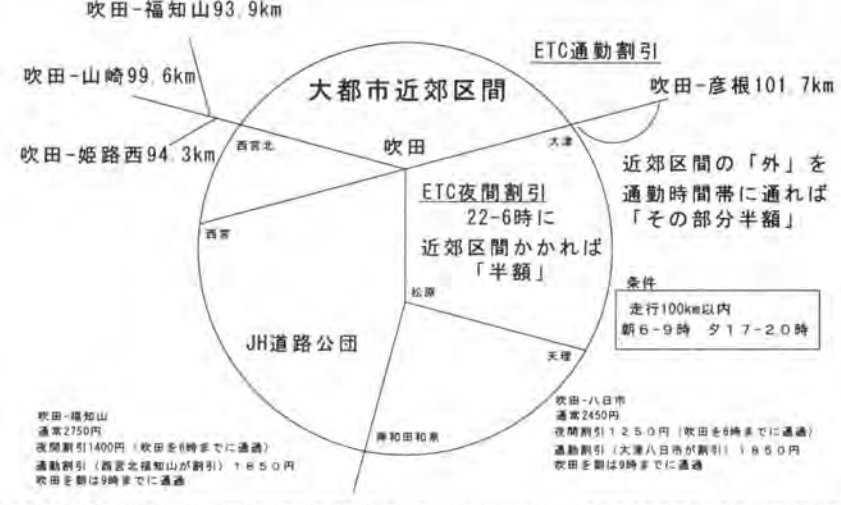 吹田-福知山93.9km
ETC通勤割引
吹田-山崎99.6km
大都市近郊区間
吹田-彦根101.7km
西宮北
吹田
大津
吹田-姫路西94.3km
近郊区間の「外」を
通勤時間帯に通れば
「その部分半額」
ETC夜間割引
22-6時に
近郊区間かかれば
「半額」
西宮
条件
走行100km以内
朝6-9時 夕17-20時
松原
JH道路公団
天理
岸和田和泉
吹田-福知山
通常2750円
夜間割引1400円（吹田を6時までに通過）
通勤割引（西宮北福知山が割引）1850円
吹田を朝は9時までに通過
吹田-八日市
通常2450円
夜間割引1250円（吹田を6時までに通過）
通勤割引（大津八日市が割引）1850円
吹田を朝は9時までに通過